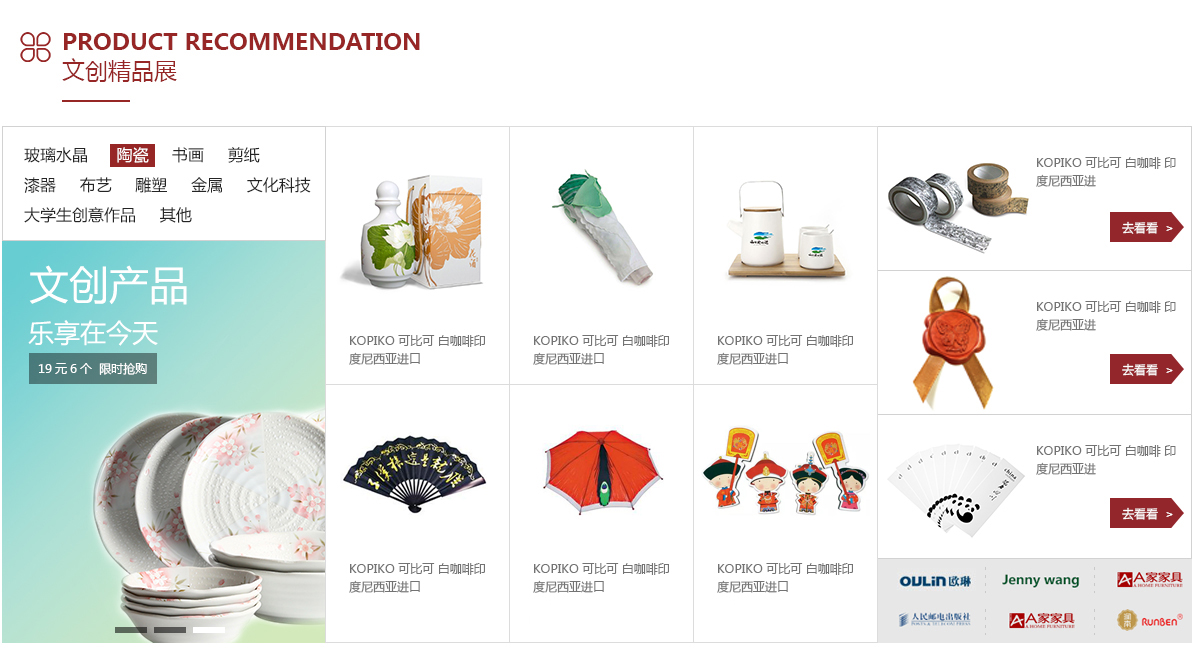 PRODUCT RECOMMENDATION
文创精品展
玻璃水晶 陶瓷 书画 剪纸
漆器 布艺 雕塑 金属 文化科技
大学生创意作品 其他
文创产品
乐享在今天
19 元 6 个 限时抢购
KOPIKO 可比可 白咖啡印
度尼西亚进口
KOPIKO 可比可 白咖啡印
度尼西亚进口
KOPIKO 可比可 白咖啡印
度尼西亚进口
KOPIKO 可比可 白咖啡印
度尼西亚进口
KOPIKO 可比可 白咖啡印
度尼西亚进口
KOPIKO 可比可 白咖啡印
度尼西亚进口
KOPIKO 可比可 白咖啡 印
度尼西亚进
去看看 >
KOPIKO 可比可 白咖啡 印
度尼西亚进
去看看 >
KOPIKO 可比可 白咖啡 印
度尼西亚进
去看看 >
OULIN 欧琳
Jenny wang
A家家具
A HOME FURNITURE
人民邮电出版社
POSTS & TELECOM PRESS
A家家具
A HOME FURNITURE
RUNBEN®